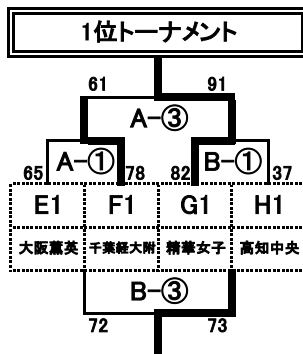 1位トーナメント
61 91
A-③
65 A-① 78 82 B-① 37
E1 F1 G1 H1
大阪薫英 千葉経大附 精華女子 高知中央
B-③
72 73